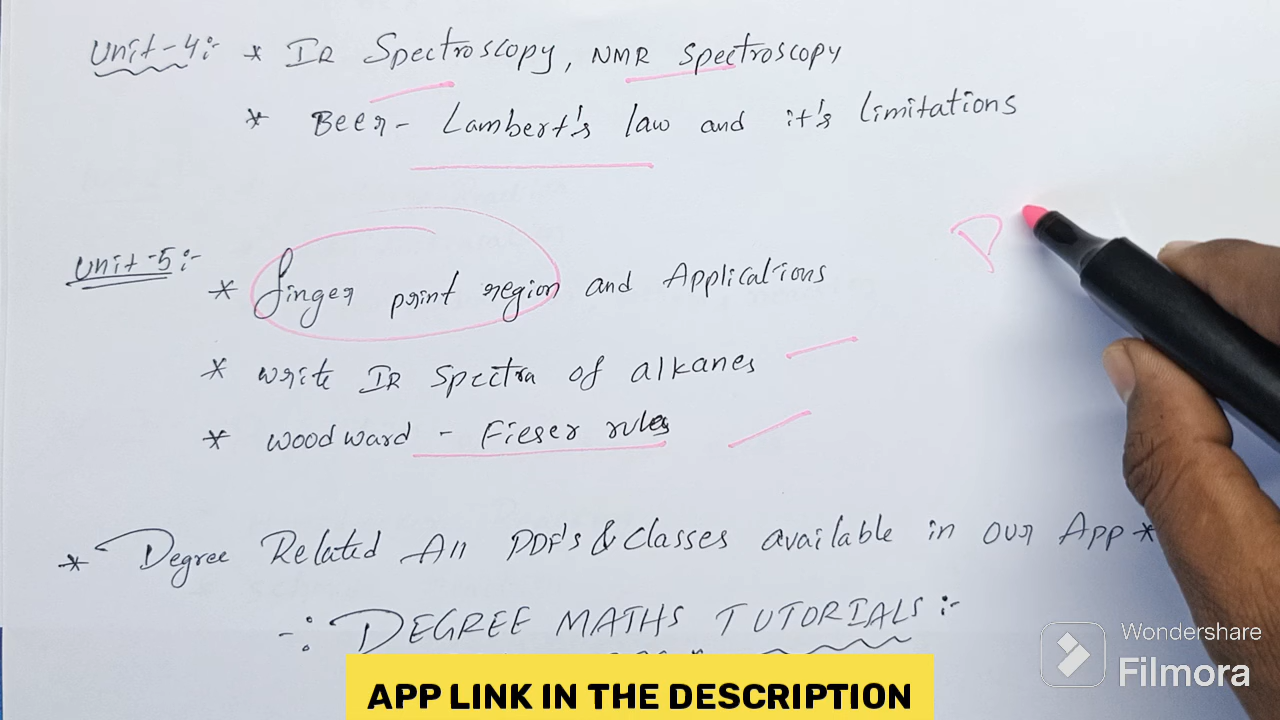 Unit-4:- * IR Spectroscopy, NMR Spectroscopy
* Beer- Lambert's law and it's limitations
Unit-5:- * finger print region and Applications
* write IR Spectra of alkanes
* woodward - Fieser rules
* Degree Related All PDF's & Classes available in our App *
-: DEGREE MATHS TUTORIALS :-
APP LINK IN THE DESCRIPTION
Wondershare
Filmora